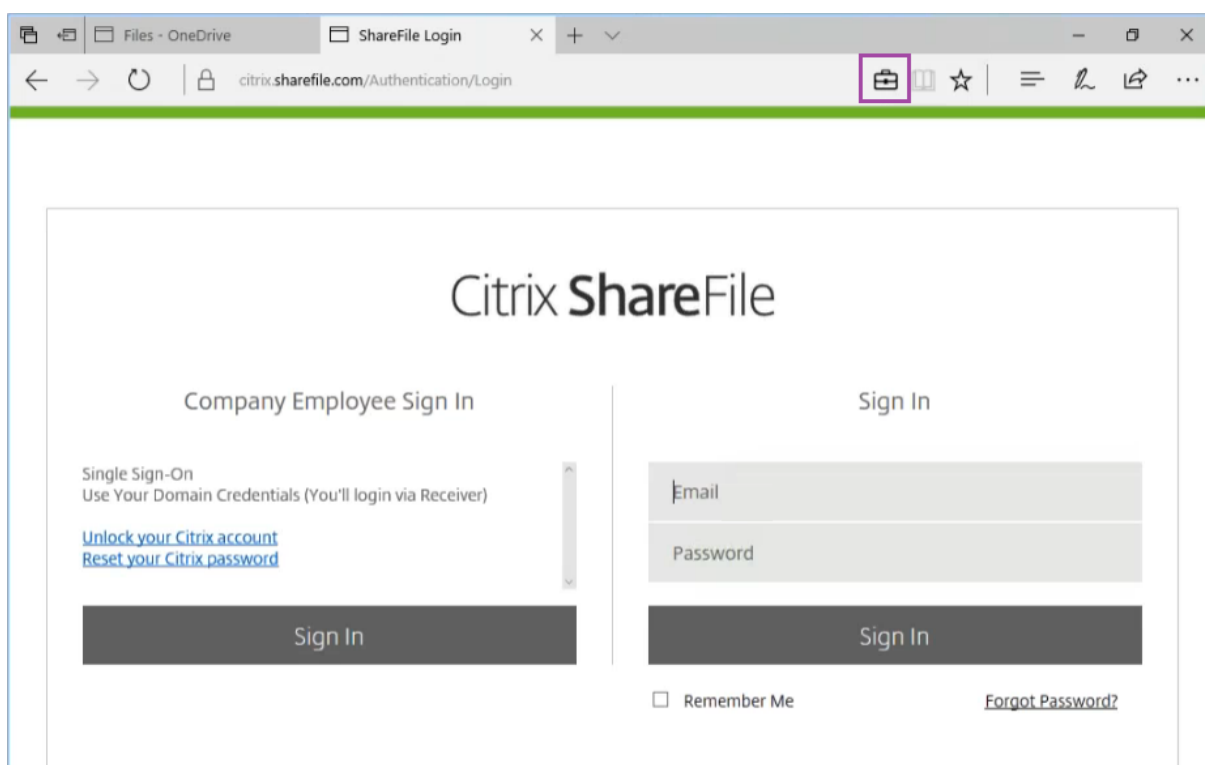 Files - OneDrive
ShareFile Login
citrix.sharefile.com/Authentication/Login
Citrix ShareFile
Company Employee Sign In
Single Sign-On
Use Your Domain Credentials (You'll login via Receiver)
Unlock your Citrix account
Reset your Citrix password
Sign In
Sign In
Email
Password
Sign In
Remember Me
Forgot Password?